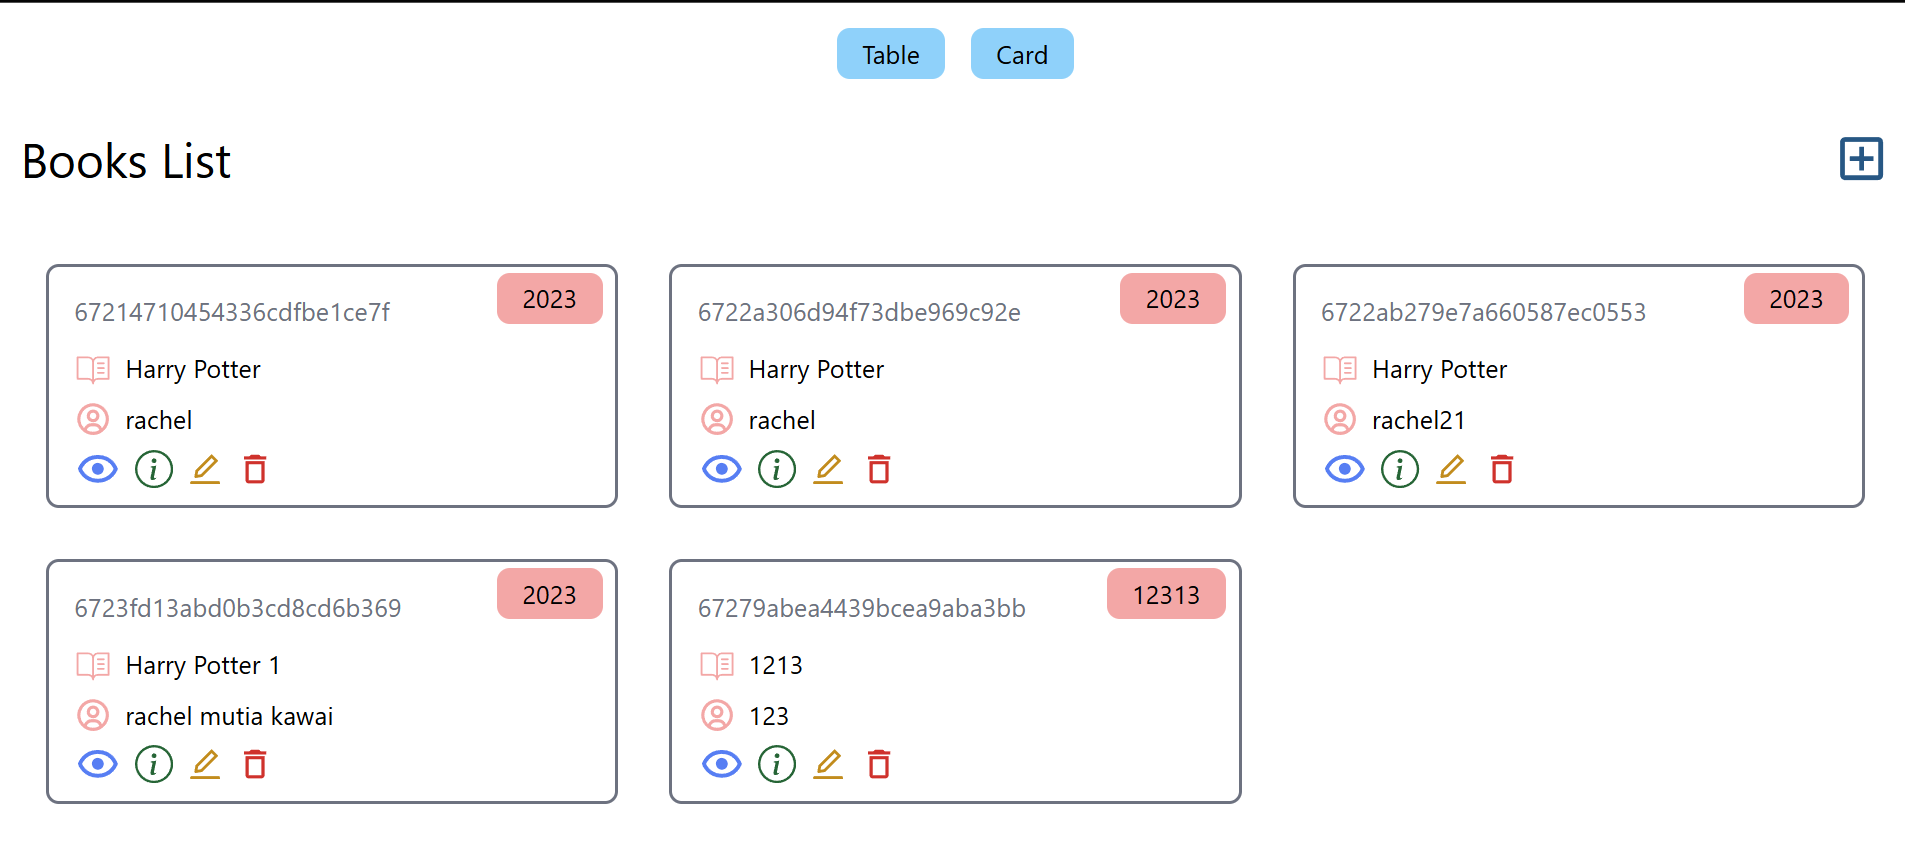 Table
Card
Books List
67214710454336cdfbe1ce7f
2023
Harry Potter
rachel
6722a306d94f73dbe969c92e
2023
Harry Potter
rachel
6722ab279e7a660587ec0553
2023
Harry Potter
rachel21
6723fd13abd0b3cd8cd6b369
2023
Harry Potter 1
rachel mutia kawai
67279abea4439bcea9aba3bb
12313
1213
123